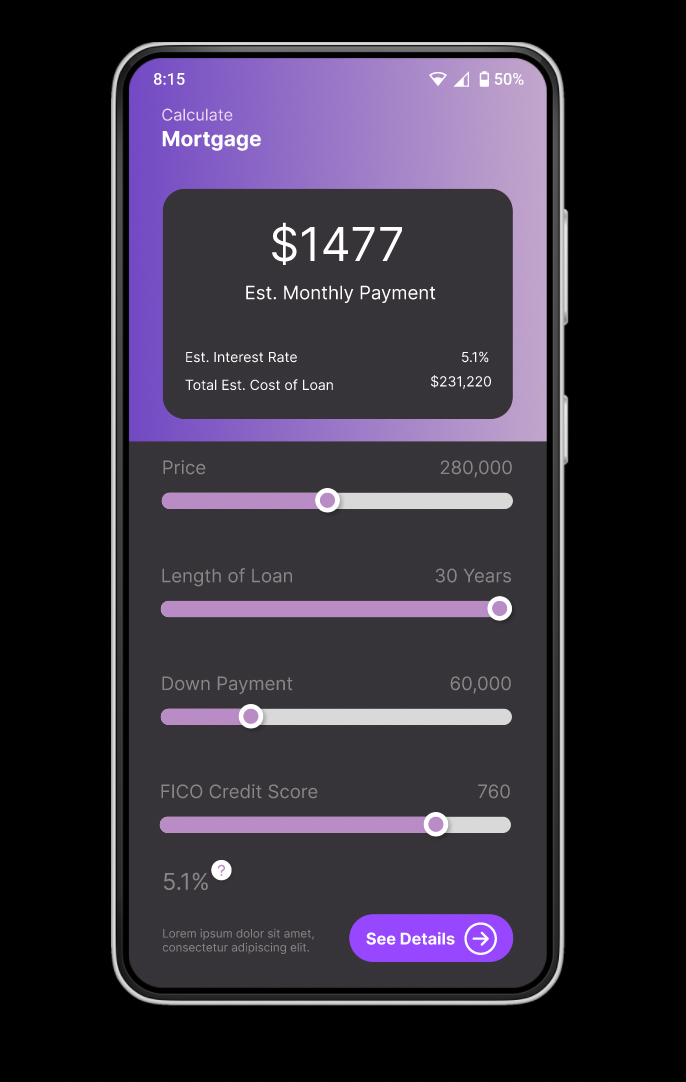 8:15 50%
Calculate
Mortgage
$1477
Est. Monthly Payment
Est. Interest Rate 5.1%
Total Est. Cost of Loan $231,220
Price 280,000
Length of Loan 30 Years
Down Payment 60,000
FICO Credit Score 760
5.1% ?
Lorem ipsum dolor sit amet,
consectetur adipiscing elit.
See Details